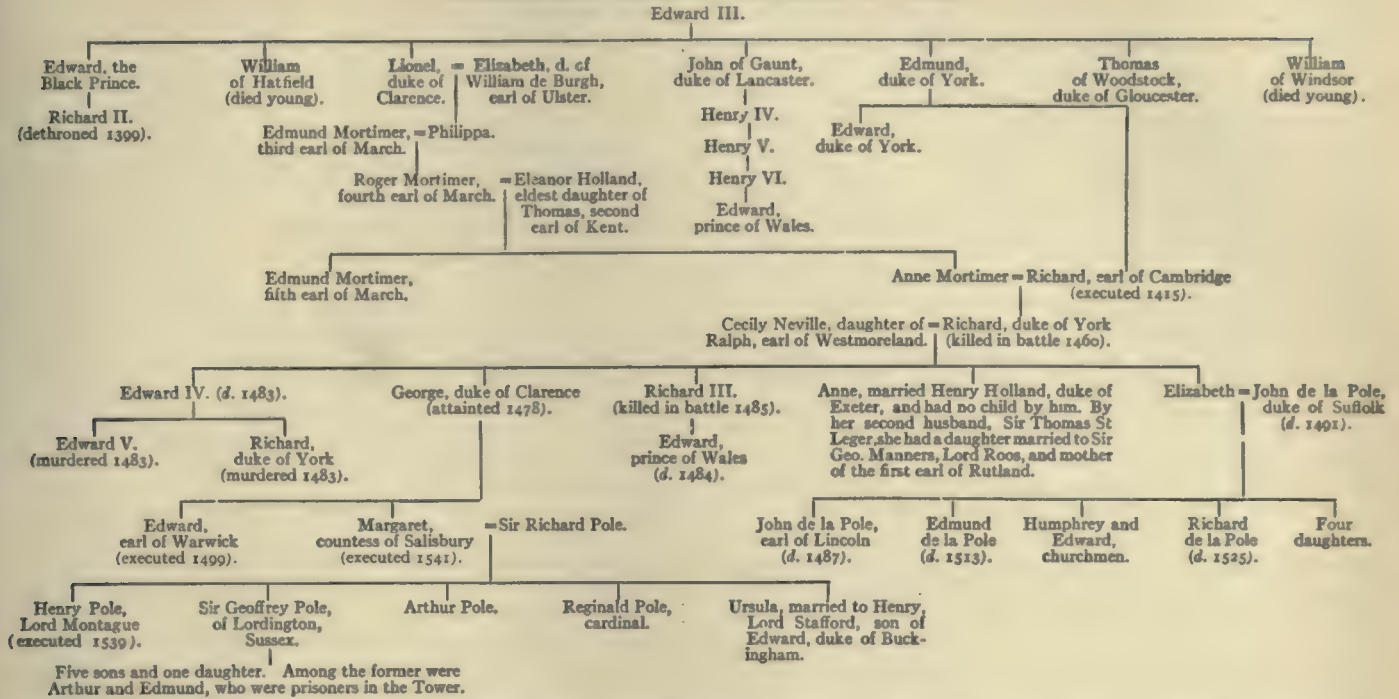 Edward III.
Edward, the
Black Prince.
Richard II.
(dethroned 1399).
William
of Hatfield
(died young).
Lionel,
duke of
Clarence.
= Elizabeth, d. of
William de Burgh,
earl of Ulster.
John of Gaunt,
duke of Lancaster.
Edmund,
duke of York.
Thomas
of Woodstock,
duke of Gloucester.
William
of Windsor
(died young).
Edmund Mortimer, = Philippa.
third earl of March.
Henry IV.
Henry V.
Henry VI.
Edward,
prince of Wales.
Edward,
duke of York.
Roger Mortimer,
fourth earl of March.
= Eleanor Holland,
eldest daughter of
Thomas, second
earl of Kent.
Edmund Mortimer,
fifth earl of March.
Anne Mortimer = Richard, earl of Cambridge
(executed 1415).
Cecily Neville, daughter of = Richard, duke of York
Ralph, earl of Westmoreland. (killed in battle 1460).
Edward IV. (d. 1483).
George, duke of Clarence
(attainted 1478).
Richard III.
(killed in battle 1485).
Anne, married Henry Holland, duke of
Exeter, and had no child by him. By
her second husband, Sir Thomas St
Leger, she had a daughter married to Sir
Geo. Manners, Lord Roos, and mother
of the first earl of Rutland.
Elizabeth = John de la Pole,
duke of Suffolk
(d. 1491).
Edward V.
(murdered 1483).
Richard,
duke of York
(murdered 1483).
Edward,
prince of Wales
(d. 1484).
Edward,
earl of Warwick
(executed 1499).
Margaret,
countess of Salisbury
(executed 1541).
= Sir Richard Pole.
John de la Pole,
earl of Lincoln
(d. 1487).
Edmund
de la Pole
(d. 1513).
Humphrey and
Edward,
churchmen.
Richard
de la Pole
(d. 1525).
Four
daughters.
Henry Pole,
Lord Montague
(executed 1539).
Sir Geoffrey Pole,
of Lordington,
Sussex.
Arthur Pole.
Reginald Pole,
cardinal.
Ursula, married to Henry,
Lord Stafford, son of
Edward, duke of Buck-
ingham.
Five sons and one daughter. Among the former were
Arthur and Edmund, who were prisoners in the Tower.